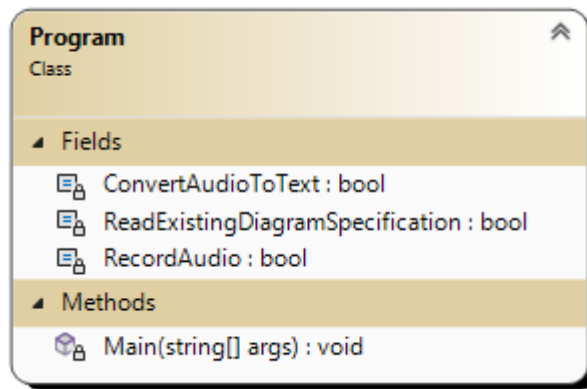 Program
Class
Fields
ConvertAudioToText : bool
ReadExistingDiagramSpecification : bool
RecordAudio : bool
Methods
Main(string[] args) : void